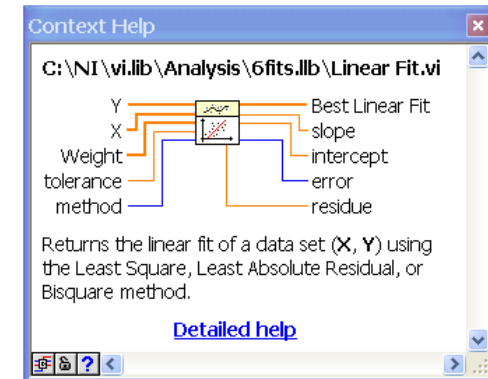 Context Help
C:\NI\vi.lib\Analysis\6fits.llb\Linear Fit.vi
Y
X
Weight
tolerance
method
Best Linear Fit
slope
intercept
error
residue
Returns the linear fit of a data set (X, Y) using
the Least Square, Least Absolute Residual, or
Bisquare method.
Detailed help
?